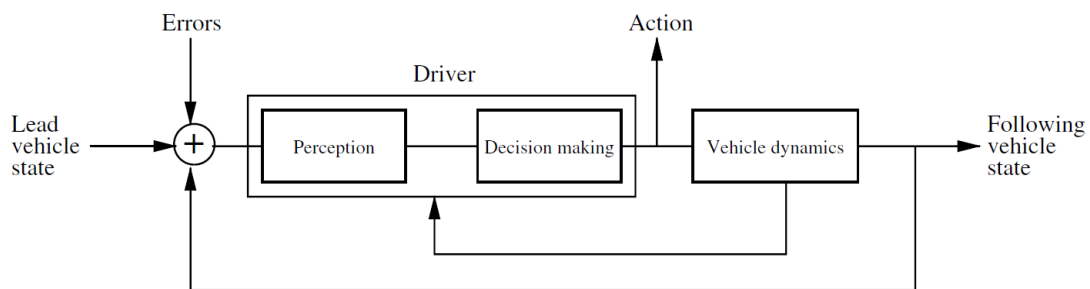 Errors
Action
Driver
Lead
vehicle
state
+
Perception
Decision making
Vehicle dynamics
Following
vehicle
state